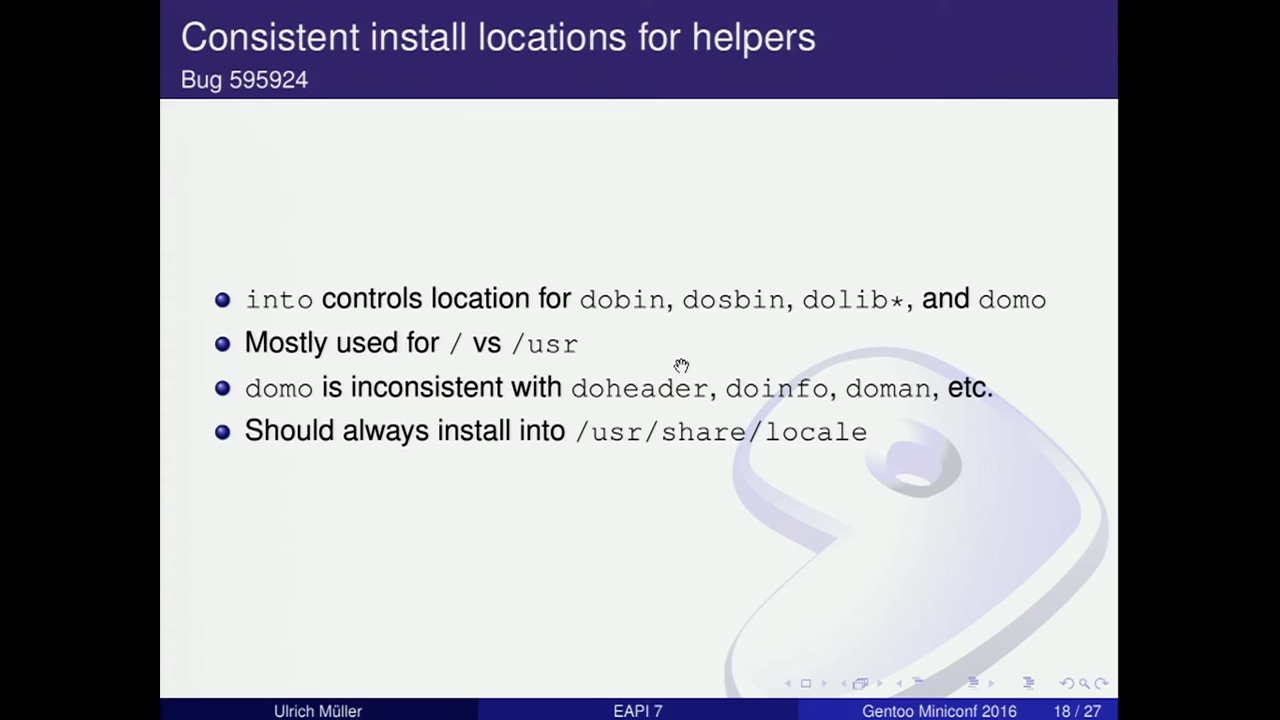 Consistent install locations for helpers
Bug 595924
into controls location for dobin, dosbin, dolib*, and domo
Mostly used for / vs /usr
domo is inconsistent with doheader, doinfo, doman, etc.
Should always install into /usr/share/locale
Ulrich Müller EAPI 7 Gentoo Miniconf 2016 18 / 27